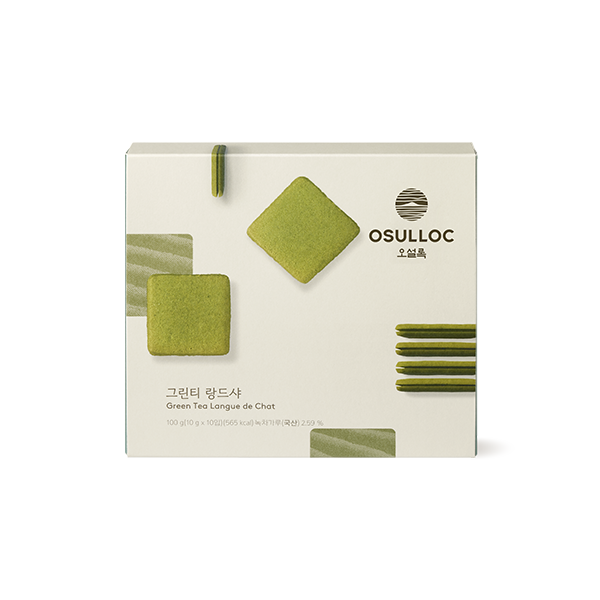 OSULLOC
오설록
그린티 랑드샤
Green Tea Langue de Chat
100 g(10 g x 10입)(565 kcal) 녹차가루(국산) 2.59 %